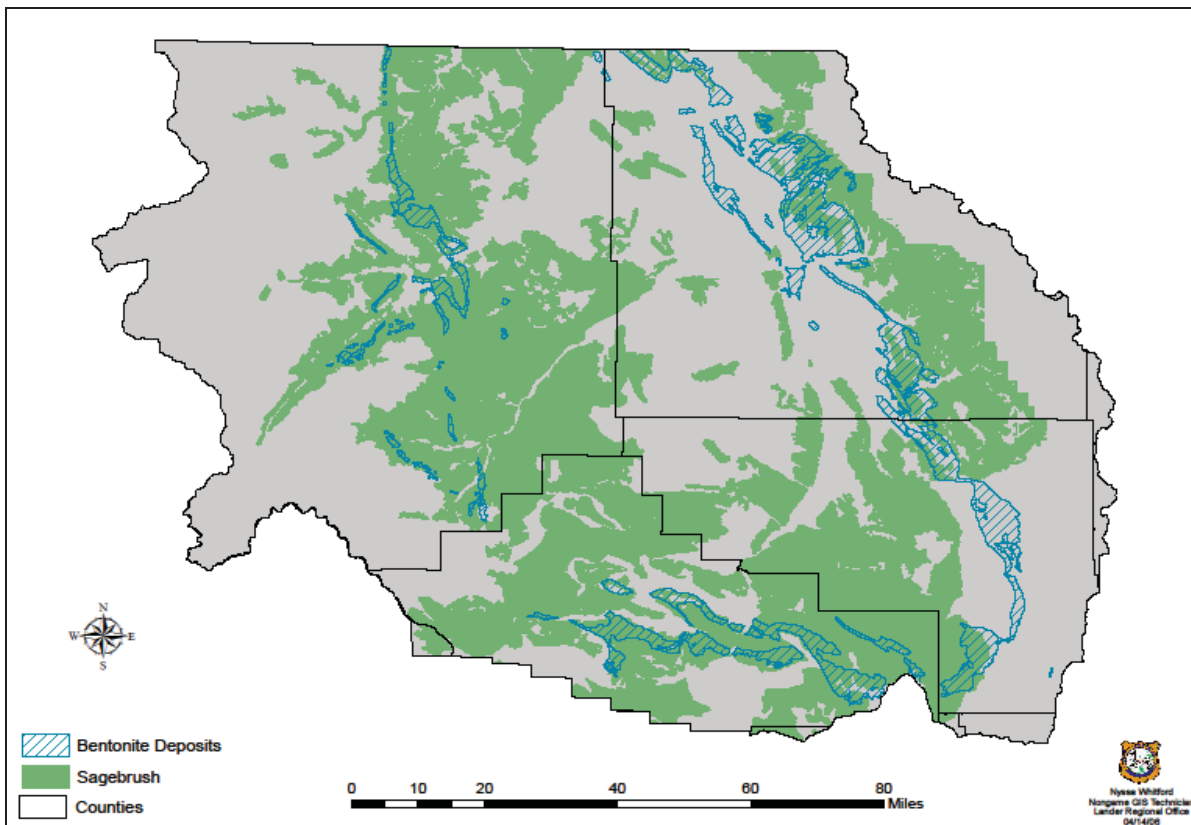 N
W E
S
Bentonite Deposits
Sagebrush
Counties
0 10 20 40 60 80
Miles
Nyssa Whitford
Nongame GIS Technician
Lander Regional Office
04/14/06